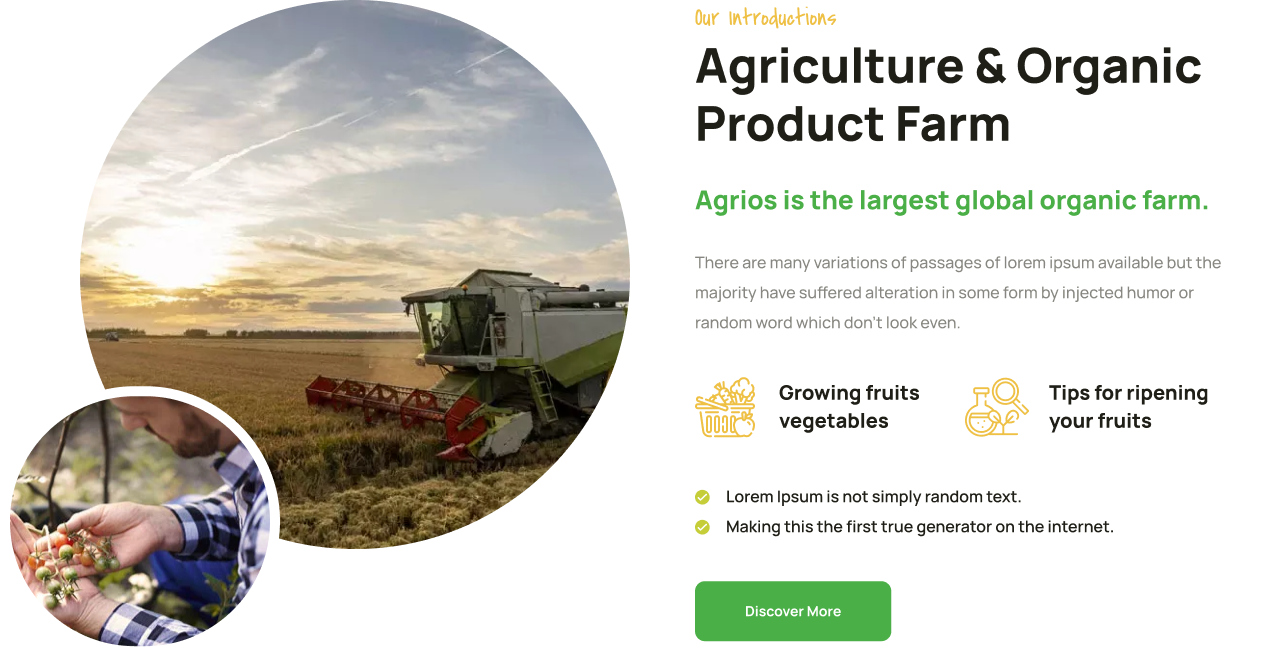 Our Introductions
Agriculture & Organic
Product Farm
Agrios is the largest global organic farm.
There are many variations of passages of lorem ipsum available but the
majority have suffered alteration in some form by injected humor or
random word which don't look even.
Growing fruits
vegetables
Tips for ripening
your fruits
Lorem Ipsum is not simply random text.
Making this the first true generator on the internet.
Discover More